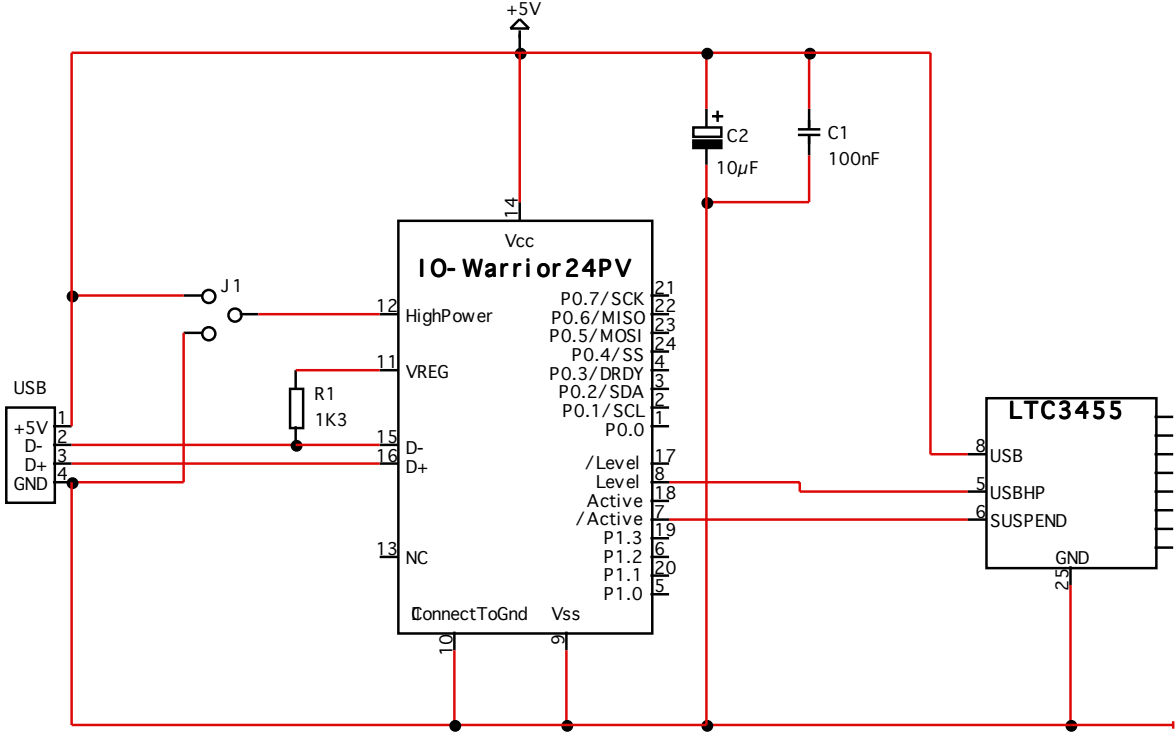 +5V
C2
10µF
C1
100nF
14
Vcc
IO-Warrior24PV
J1
12
HighPower
11
VREG
R1
1K3
USB
+5V
1
D-
2
D+
3
GND
4
15
D-
16
D+
13
NC
P0.7/SCK
21
P0.6/MISO
22
P0.5/MOSI
23
P0.4/SS
24
P0.3/DRDY
4
P0.2/SDA
3
P0.1/SCL
2
P0.0
1
/Level
17
Level
8
Active
18
/Active
7
P1.3
19
P1.2
6
P1.1
20
P1.0
5
ConnectToGnd
Vss
10
9
LTC3455
8
USB
5
USBHP
6
SUSPEND
GND
25